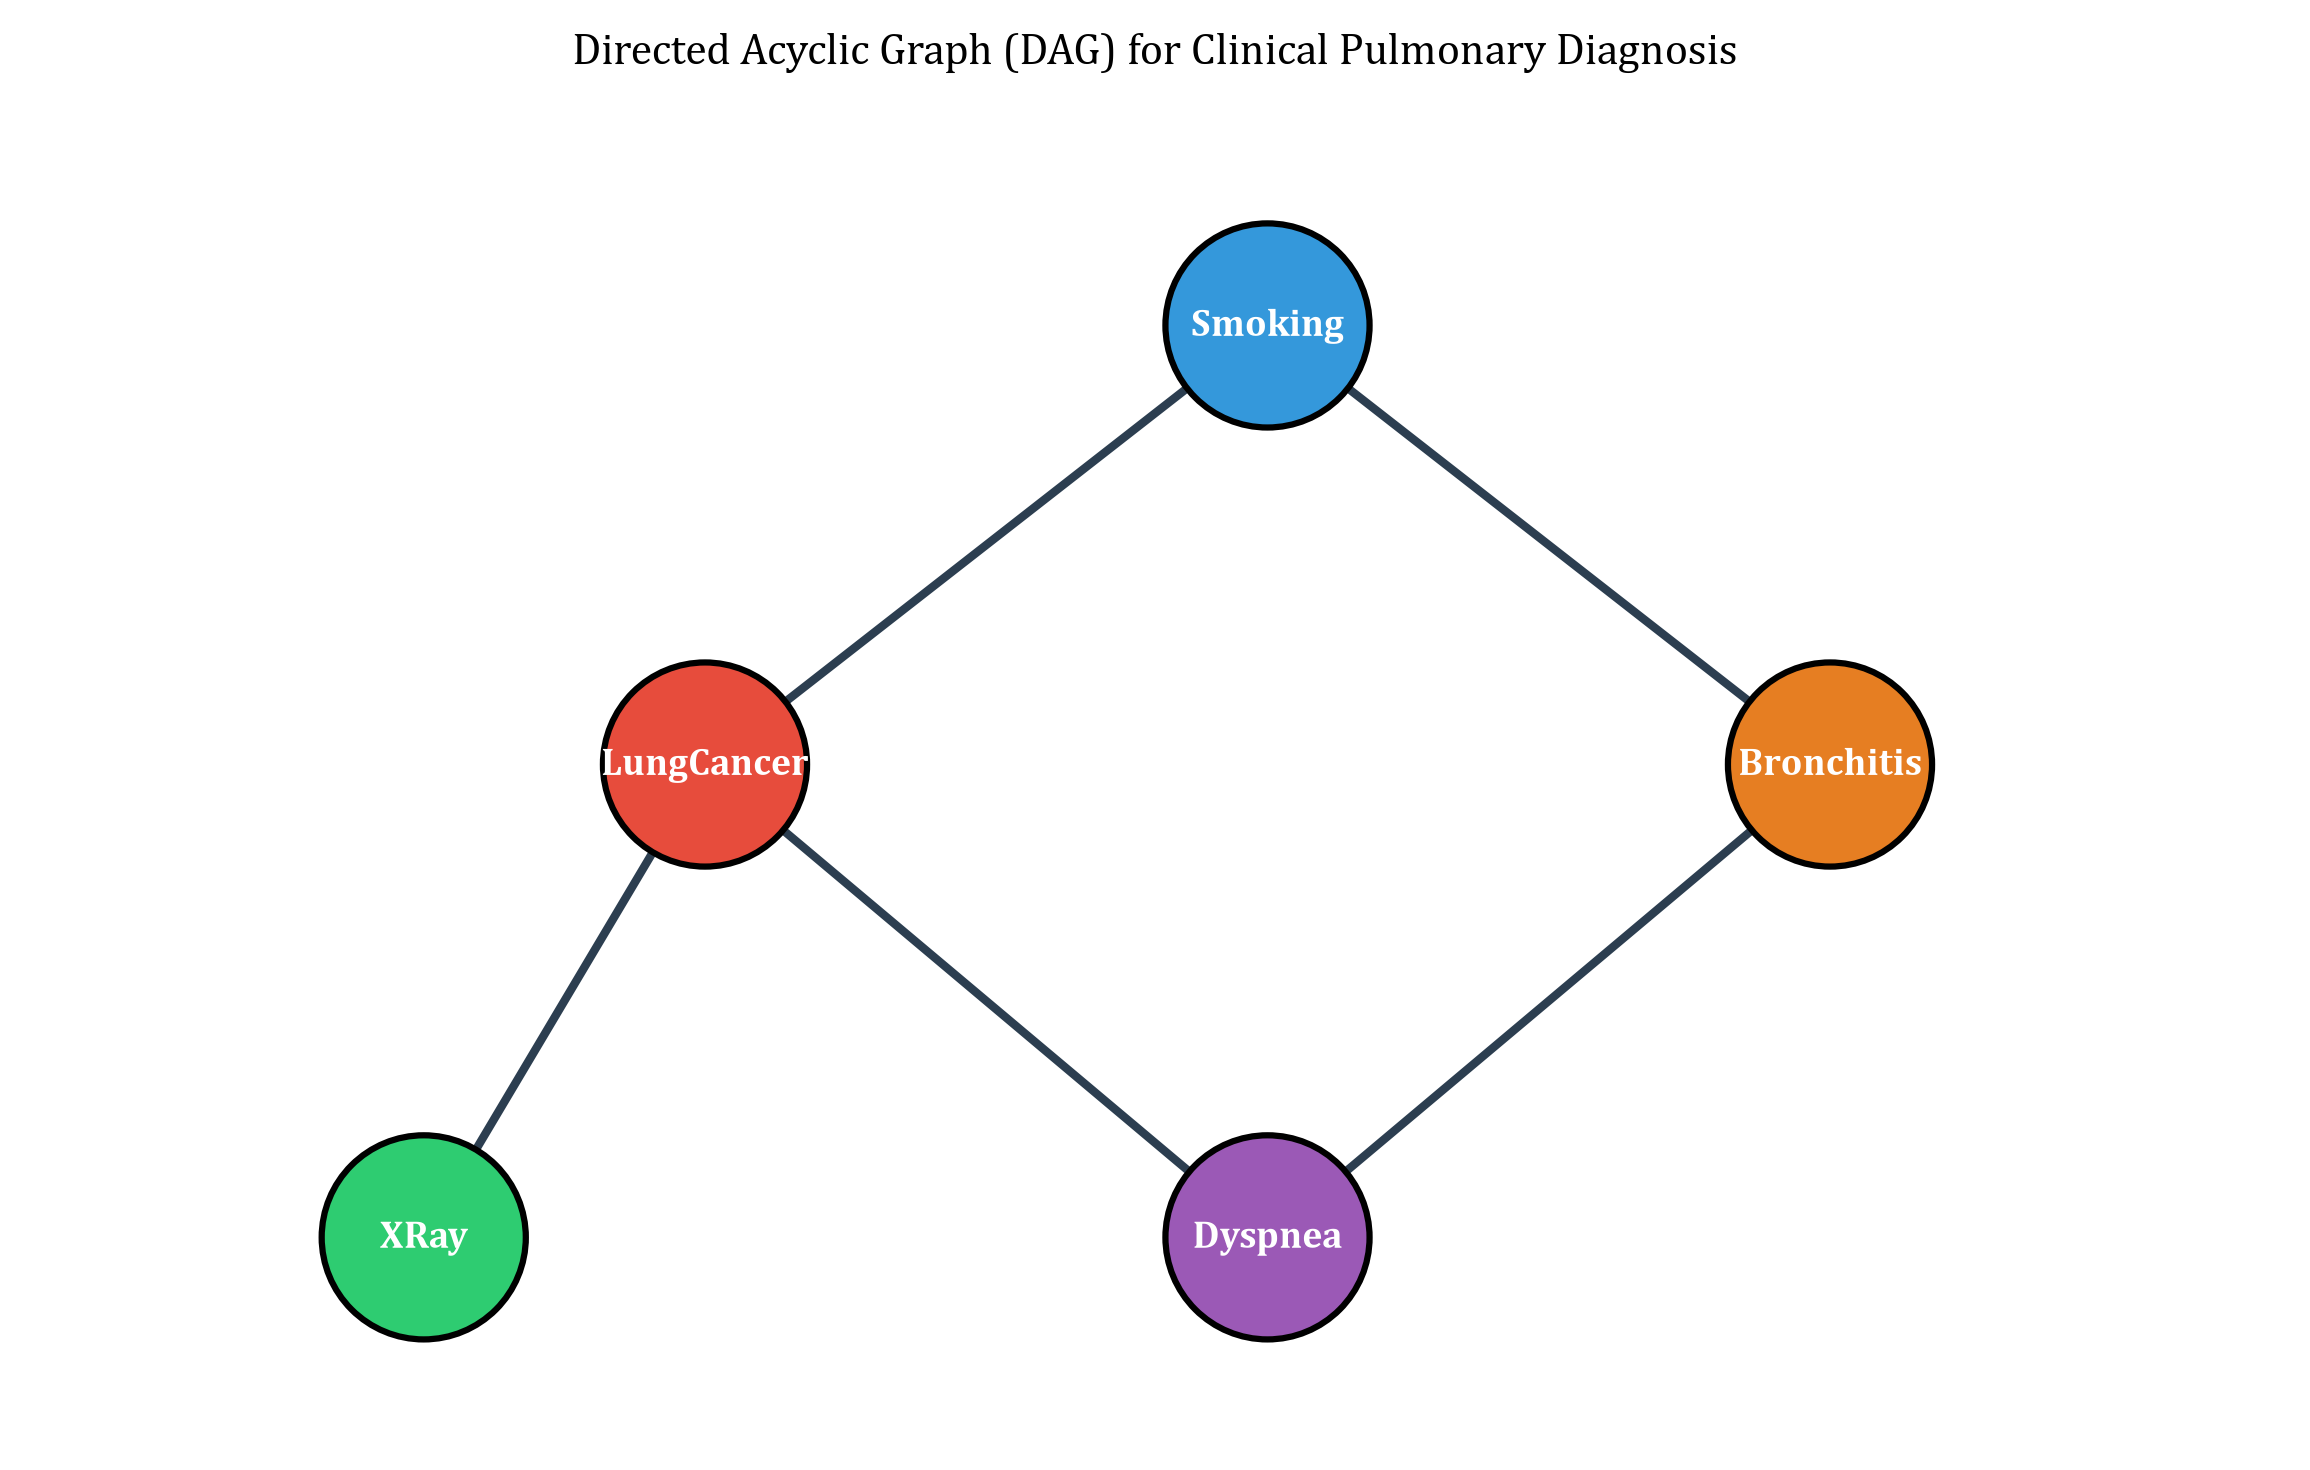 Directed Acyclic Graph (DAG) for Clinical Pulmonary Diagnosis
Smoking
LungCancer
Bronchitis
XRay
Dyspnea